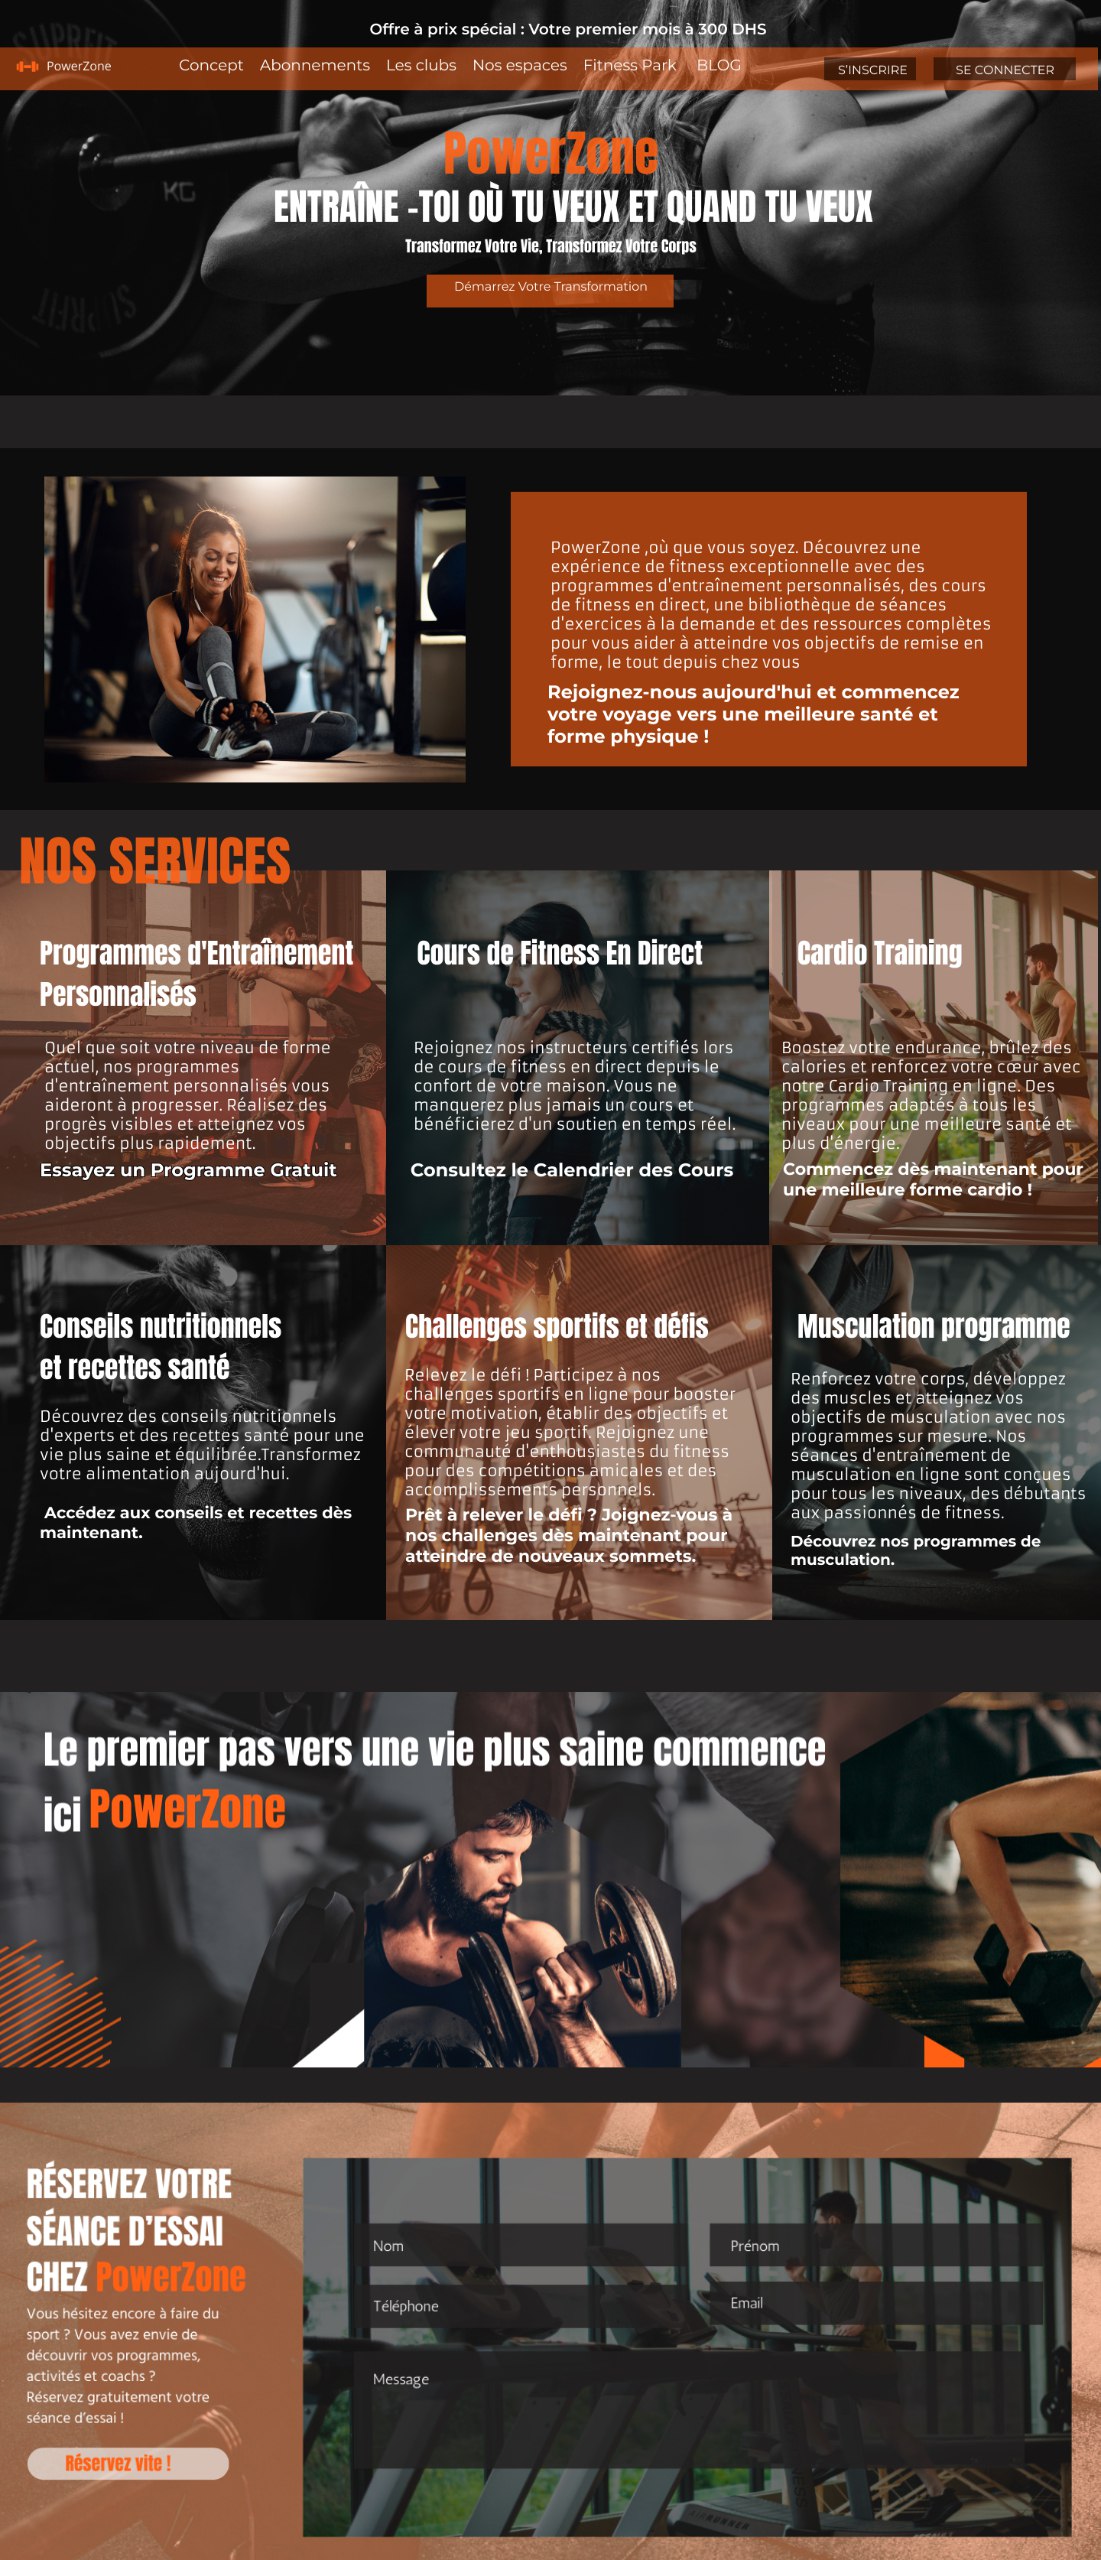 Offre à prix spécial : Votre premier mois à 300 DHS
PowerZone
Concept Abonnements Les clubs Nos espaces Fitness Park BLOG
S'INSCRIRE
SE CONNECTER
KG
PowerZone
ENTRAÎNE -TOI OÙ TU VEUX ET QUAND TU VEUX
Transformez Votre Vie, Transformez Votre Corps
Démarrez Votre Transformation
PowerZone ,où que vous soyez. Découvrez une
expérience de fitness exceptionnelle avec des
programmes d'entraînement personnalisés, des cours
de fitness en direct, une bibliothèque de séances
d'exercices à la demande et des ressources complètes
pour vous aider à atteindre vos objectifs de remise en
forme, le tout depuis chez vous
Rejoignez-nous aujourd'hui et commencez
votre voyage vers une meilleure santé et
forme physique !
NOS SERVICES
Programmes d'Entraînement
Personnalisés
Quel que soit votre niveau de forme
actuel, nos programmes
d'entraînement personnalisés vous
aideront à progresser. Réalisez des
progrès visibles et atteignez vos
objectifs plus rapidement.
Essayez un Programme Gratuit
Cours de Fitness En Direct
Rejoignez nos instructeurs certifiés lors
de cours de fitness en direct depuis le
confort de votre maison. Vous ne
manquerez plus jamais un cours et
bénéficierez d'un soutien en temps réel.
Consultez le Calendrier des Cours
Cardio Training
Boostez votre endurance, brûlez des
calories et renforcez votre cœur avec
notre Cardio Training en ligne. Des
programmes adaptés à tous les
niveaux pour une meilleure santé et
plus d'énergie.
Commencez dès maintenant pour
une meilleure forme cardio !
Conseils nutritionnels
et recettes santé
Découvrez des conseils nutritionnels
d'experts et des recettes santé pour une
vie plus saine et équilibrée.Transformez
votre alimentation aujourd'hui.
Accédez aux conseils et recettes dès
maintenant.
Challenges sportifs et défis
Relevez le défi ! Participez à nos
challenges sportifs en ligne pour booster
votre motivation, établir des objectifs et
élever votre jeu sportif. Rejoignez une
communauté d'enthousiastes du fitness
pour des compétitions amicales et des
accomplissements personnels.
Prêt à relever le défi ? Joignez-vous à
nos challenges dès maintenant pour
atteindre de nouveaux sommets.
Musculation programme
Renforcez votre corps, développez
des muscles et atteignez vos
objectifs de musculation avec nos
programmes sur mesure. Nos
séances d'entraînement de
musculation en ligne sont conçues
pour tous les niveaux, des débutants
aux passionnés de fitness.
Découvrez nos programmes de
musculation.
Le premier pas vers une vie plus saine commence
ici PowerZone
RÉSERVEZ VOTRE
SÉANCE D'ESSAI
CHEZ PowerZone
Vous hésitez encore à faire du
sport ? Vous avez envie de
découvrir vos programmes,
activités et coachs ?
Réservez gratuitement votre
séance d'essai !
Réservez vite !
Nom
Prénom
Téléphone
Email
Message